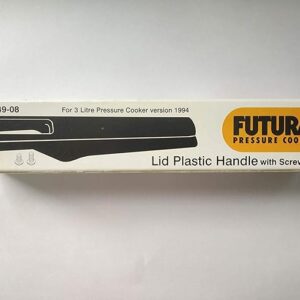 49-08
For 3 Litre Pressure Cooker version 1994
FUTURA
PRESSURE COO
Lid Plastic Handle with Screw